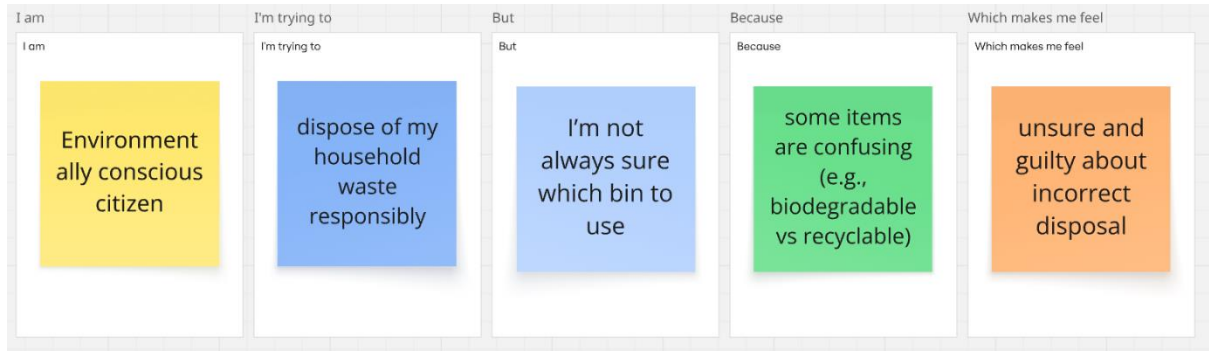 I am
I'm trying to
But
Because
Which makes me feel
I am
I'm trying to
But
Because
Which makes me feel
Environment
ally conscious
citizen
dispose of my
household
waste
responsibly
I’m not
always sure
which bin to
use
some items
are confusing
(e.g.,
biodegradable
vs recyclable)
unsure and
guilty about
incorrect
disposal